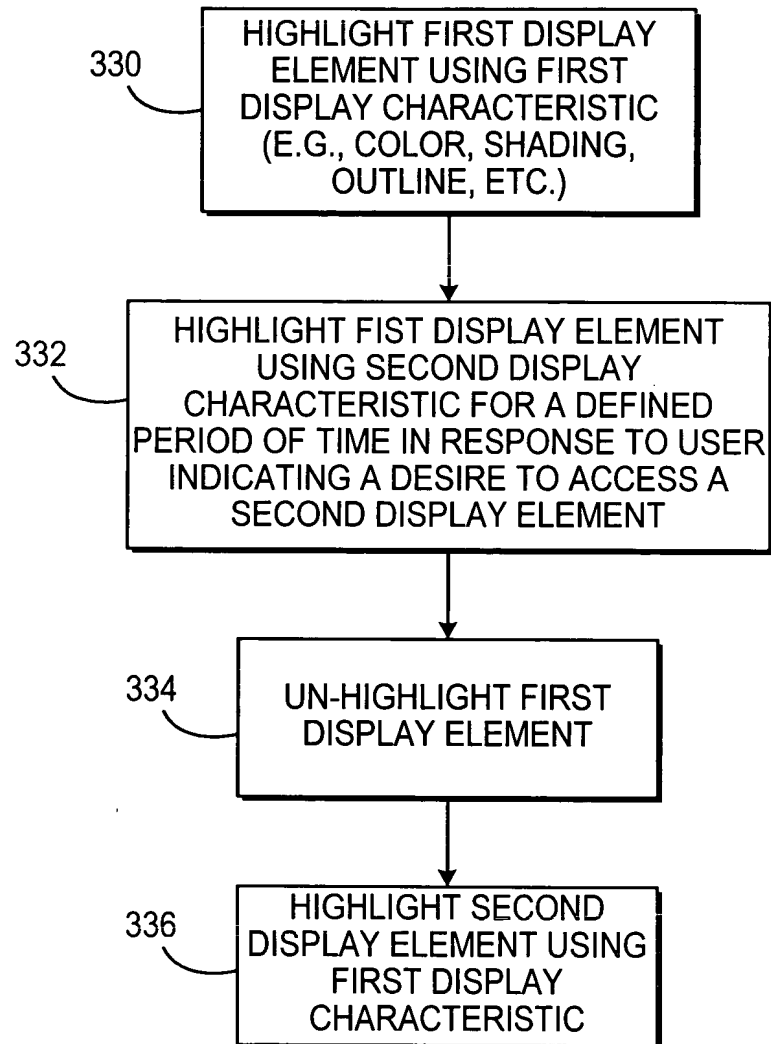 330
HIGHLIGHT FIRST DISPLAY
ELEMENT USING FIRST
DISPLAY CHARACTERISTIC
(E.G., COLOR, SHADING,
OUTLINE, ETC.)
332
HIGHLIGHT FIST DISPLAY ELEMENT
USING SECOND DISPLAY
CHARACTERISTIC FOR A DEFINED
PERIOD OF TIME IN RESPONSE TO USER
INDICATING A DESIRE TO ACCESS A
SECOND DISPLAY ELEMENT
334
UN-HIGHLIGHT FIRST
DISPLAY ELEMENT
336
HIGHLIGHT SECOND
DISPLAY ELEMENT USING
FIRST DISPLAY
CHARACTERISTIC